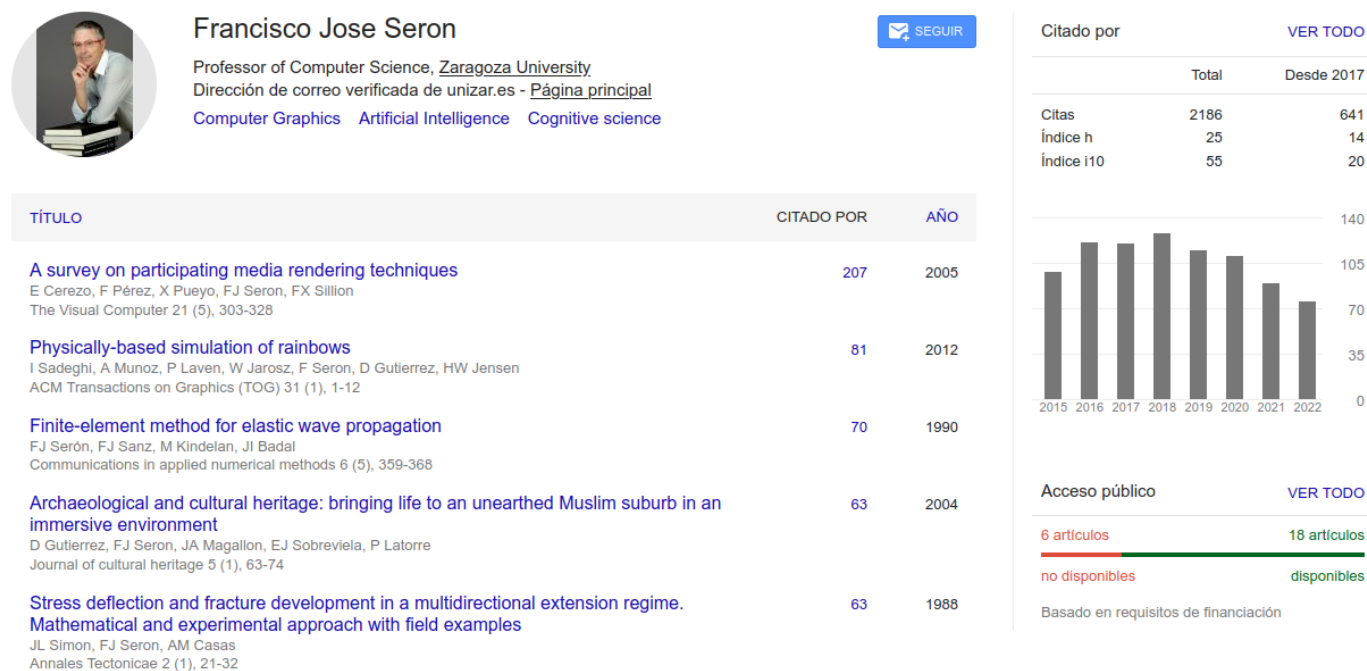 Francisco Jose Seron
SEGUIR
Professor of Computer Science, Zaragoza University
Dirección de correo verificada de unizar.es - Página principal
Computer Graphics Artificial Intelligence Cognitive science
TÍTULO CITADO POR AÑO
A survey on participating media rendering techniques 207 2005
E Cerezo, F Pérez, X Pueyo, FJ Seron, FX Sillion
The Visual Computer 21 (5), 303-328
Physically-based simulation of rainbows 81 2012
I Sadeghi, A Munoz, P Laven, W Jarosz, F Seron, D Gutierrez, HW Jensen
ACM Transactions on Graphics (TOG) 31 (1), 1-12
Finite-element method for elastic wave propagation 70 1990
FJ Serón, FJ Sanz, M Kindelan, JI Badal
Communications in applied numerical methods 6 (5), 359-368
Archaeological and cultural heritage: bringing life to an unearthed Muslim suburb in an 63 2004
immersive environment
D Gutierrez, FJ Seron, JA Magallon, EJ Sobreviela, P Latorre
Journal of cultural heritage 5 (1), 63-74
Stress deflection and fracture development in a multidirectional extension regime. 63 1988
Mathematical and experimental approach with field examples
JL Simon, FJ Seron, AM Casas
Annales Tectonicae 2 (1), 21-32
Citado por VER TODO
Total Desde 2017
Citas 2186 641
Índice h 25 14
Índice i10 55 20
140
105
70
35
0
2015 2016 2017 2018 2019 2020 2021 2022
Acceso público VER TODO
6 artículos 18 artículos
no disponibles disponibles
Basado en requisitos de financiación